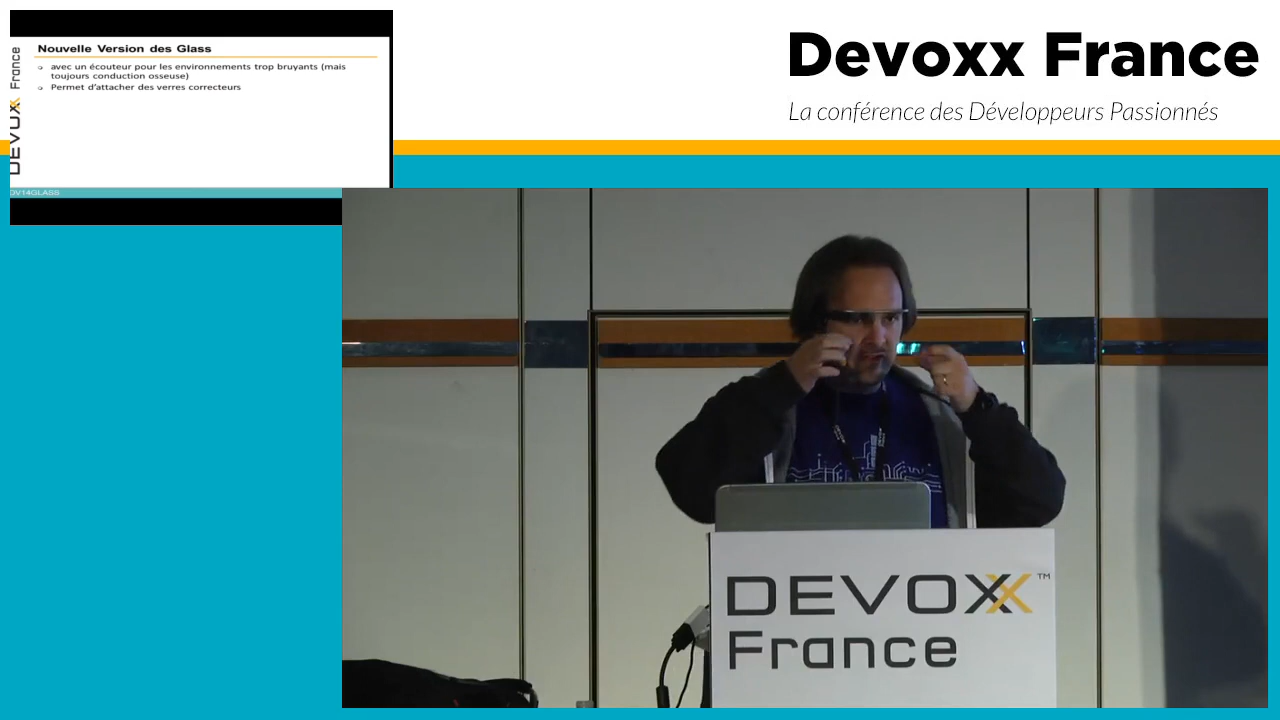 Nouvelle Version des Glass
avec un écouteur pour les environnements trop bruyants (mais
toujours conduction osseuse)
Permet d'attacher des verres correcteurs
DEVOXX France
DV14GLASS
Devoxx France
La conférence des Développeurs Passionnés
DEVOXX™
France